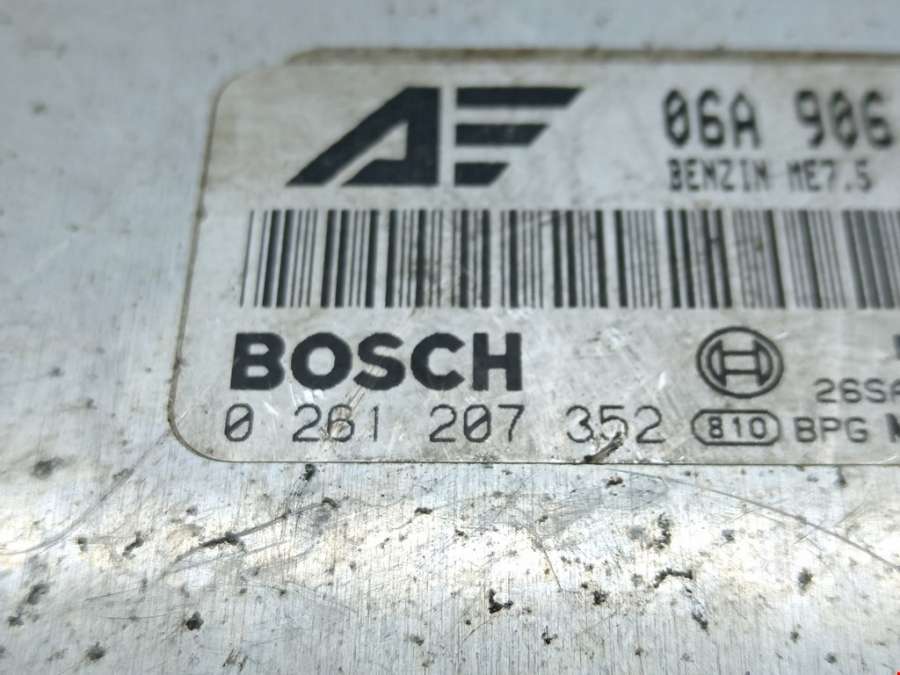 06A 906
BENZIN ME7.5
BOSCH
26SA
0 261 207 352 810 BPG